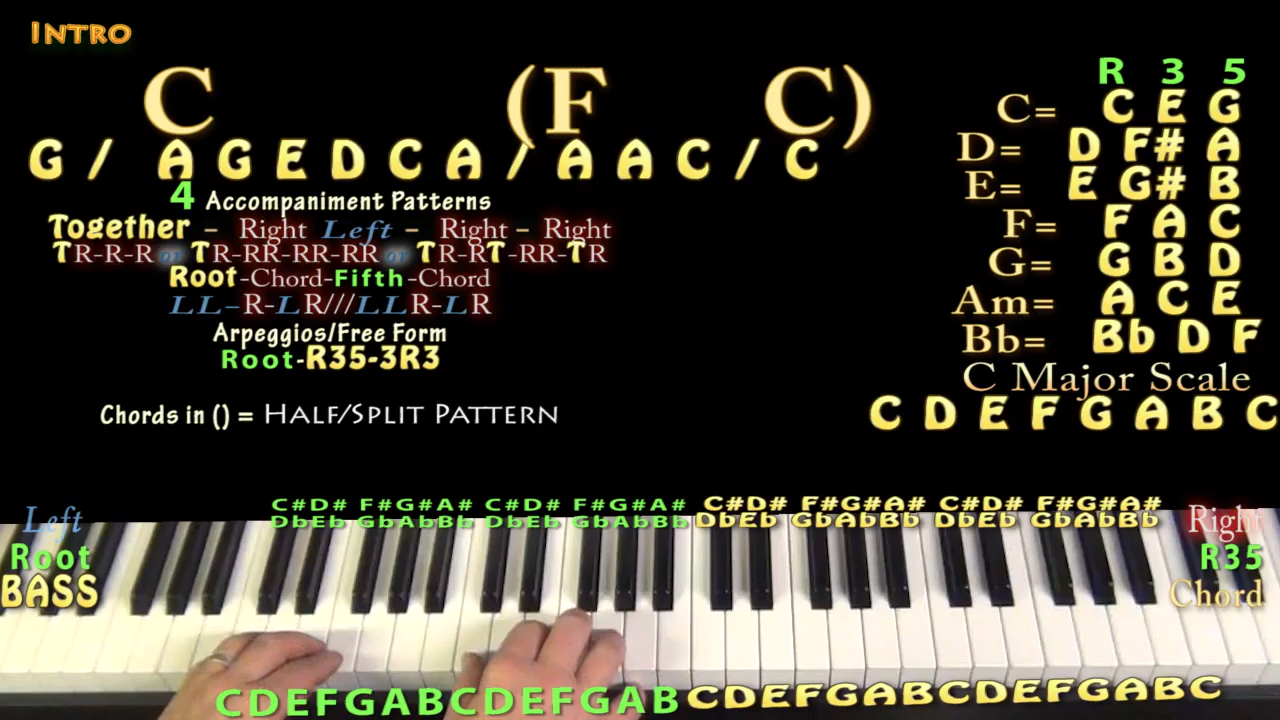 INTRO
C (F C)
G / A G E D C A / A A C / C
4 Accompaniment Patterns
Together – Right Left – Right – Right
TR-R-R or TR-RR-RR-RR or TR-RT-RR-TR
Root-Chord-Fifth-Chord
LL–R-LR///LLR-LR
Arpeggios/Free Form
Root-R35-3R3
Chords in () = HALF/SPLIT PATTERN
R 3 5
C= C E G
D= D F# A
E= E G# B
F= F A C
G= G B D
Am= A C E
Bb= Bb D F
C Major Scale
C D E F G A B C
C#D# F#G#A# C#D# F#G#A# C#D# F#G#A# C#D# F#G#A#
DbEb GbAbBb DbEb GbAbBb DbEb GbAbBb DbEb GbAbBb
Left
Root
BASS
Right
R35
Chord
CDEFGABCDEFGABCDEFGABCDEFGABC